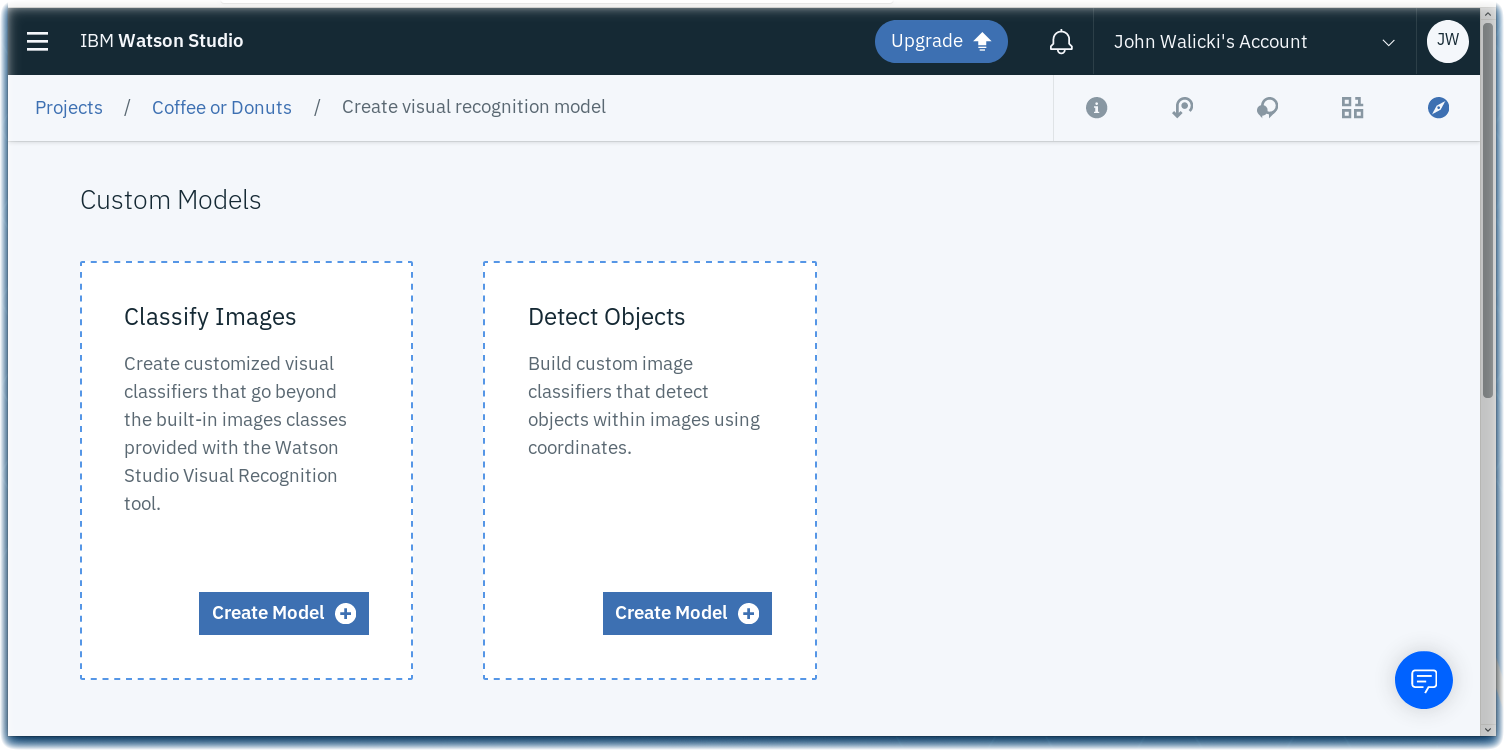 IBM Watson Studio
Upgrade
John Walicki's Account
JW
Projects / Coffee or Donuts / Create visual recognition model
Custom Models
Classify Images
Create customized visual
classifiers that go beyond
the built-in images classes
provided with the Watson
Studio Visual Recognition
tool.
Create Model
Detect Objects
Build custom image
classifiers that detect
objects within images using
coordinates.
Create Model